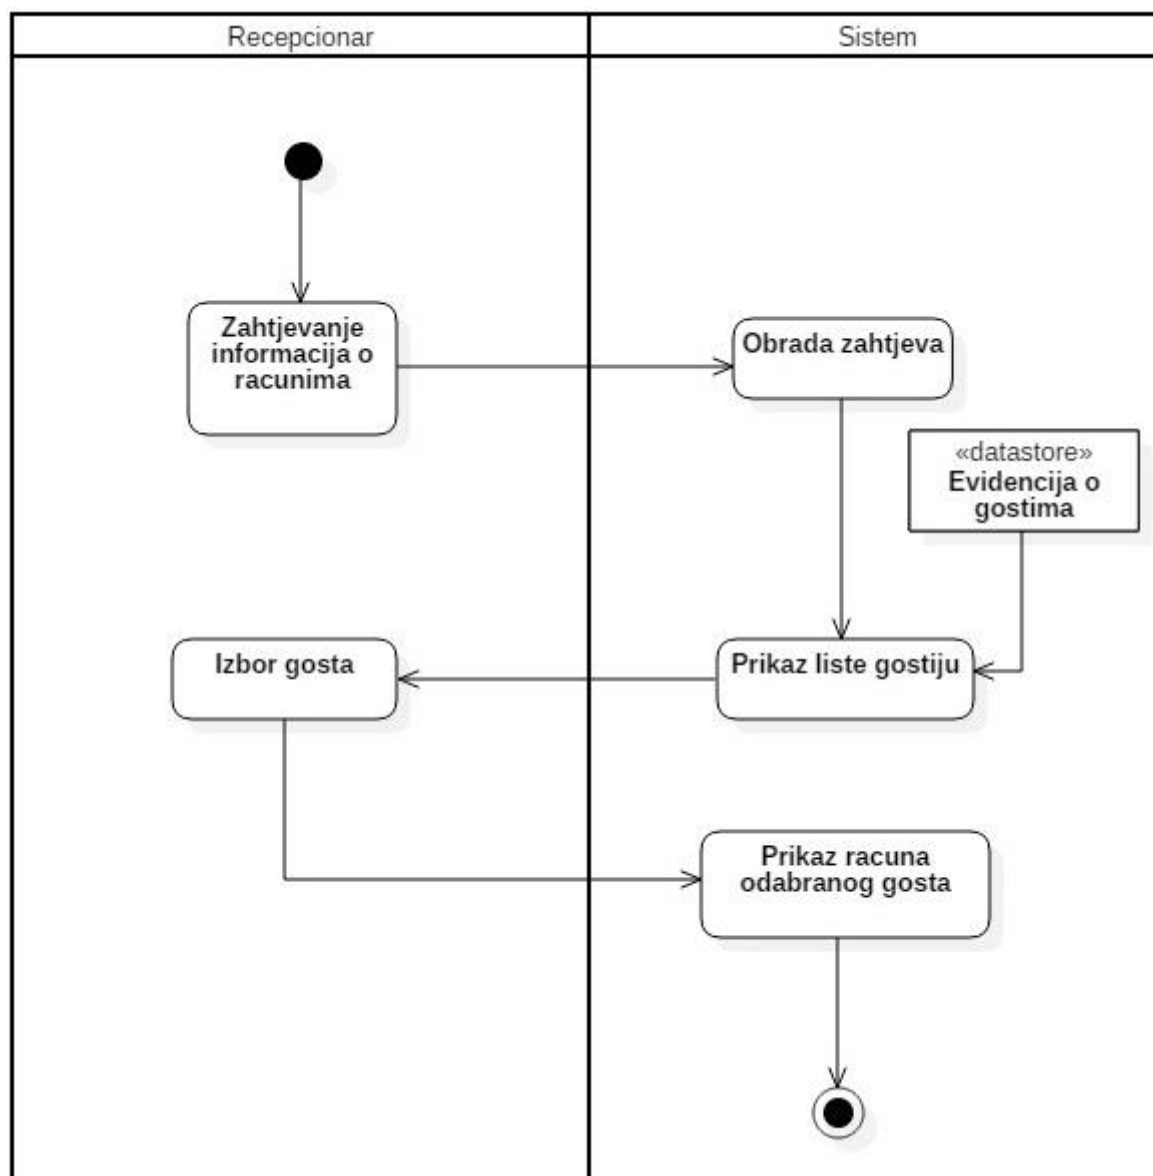 Recepcionar
Sistem
Zahtjevanje
informacija o
racunima
Obrada zahtjeva
«datastore»
Evidencija o
gostima
Izbor gosta
Prikaz liste gostiju
Prikaz racuna
odabranog gosta